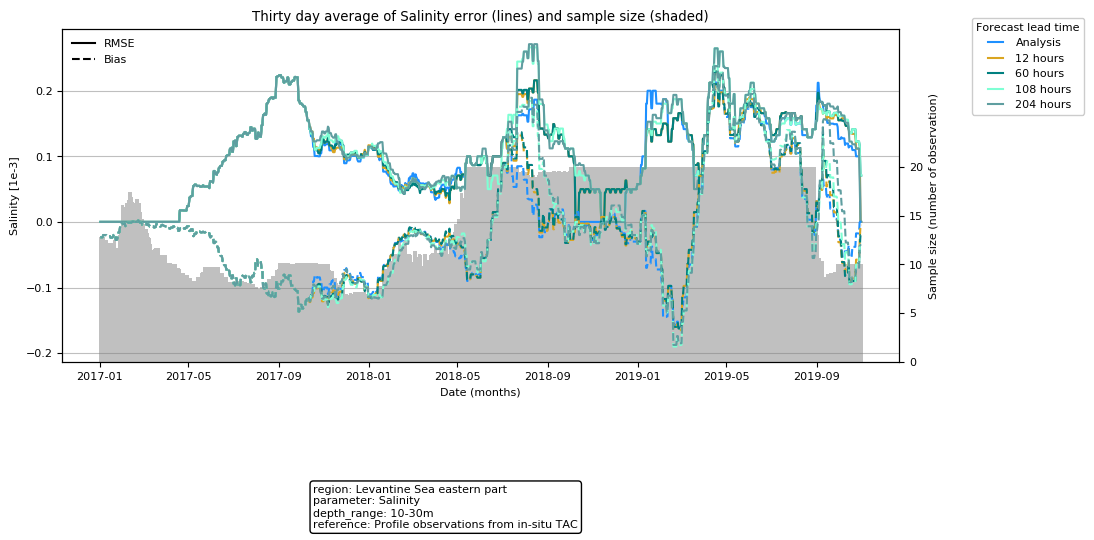 Thirty day average of Salinity error (lines) and sample size (shaded)
RMSE
Bias
Forecast lead time
Analysis
12 hours
60 hours
108 hours
204 hours
Salinity [1e-3]
0.2
0.1
0.0
−0.1
−0.2
Sample size (number of observation)
20
15
10
5
0
2017-01 2017-05 2017-09 2018-01 2018-05 2018-09 2019-01 2019-05 2019-09
Date (months)
region: Levantine Sea eastern part
parameter: Salinity
depth_range: 10-30m
reference: Profile observations from in-situ TAC